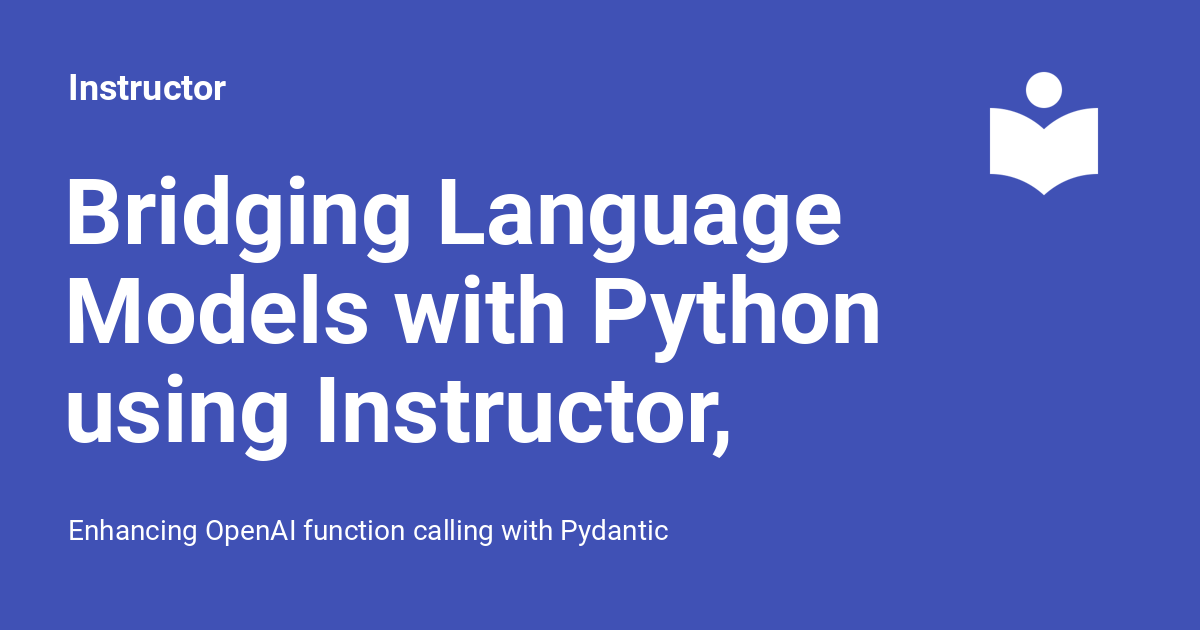 Instructor
Bridging Language
Models with Python
using Instructor,
Enhancing OpenAI function calling with Pydantic